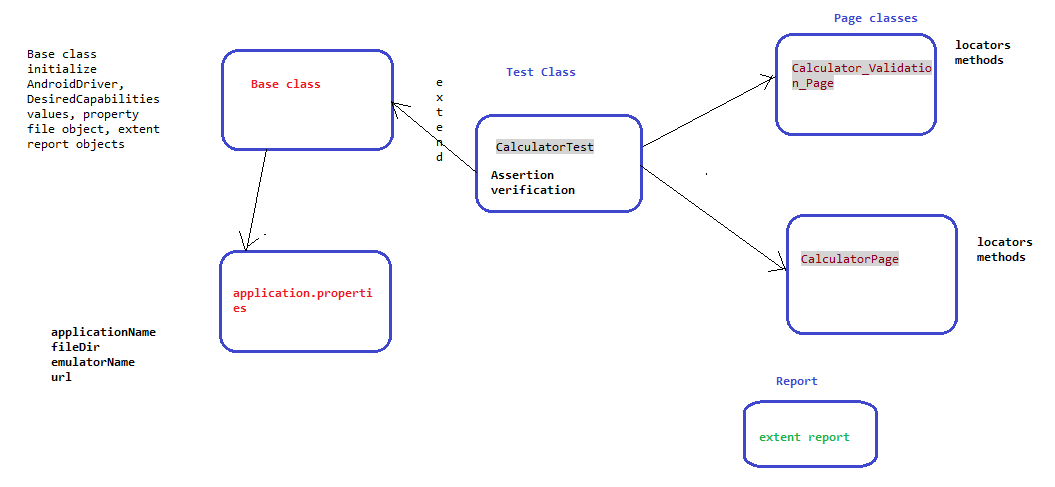 Page classes
Base class
initialize
AndroidDriver,
DesiredCapabilities
values, property
file object, extent
report objects
Base class
e
x
t
e
n
d
Test Class
CalculatorTest
Assertion
verification
Calculator_Validatio
n_Page
locators
methods
CalculatorPage
locators
methods
application.properti
es
applicationName
fileDir
emulatorName
url
Report
extent report